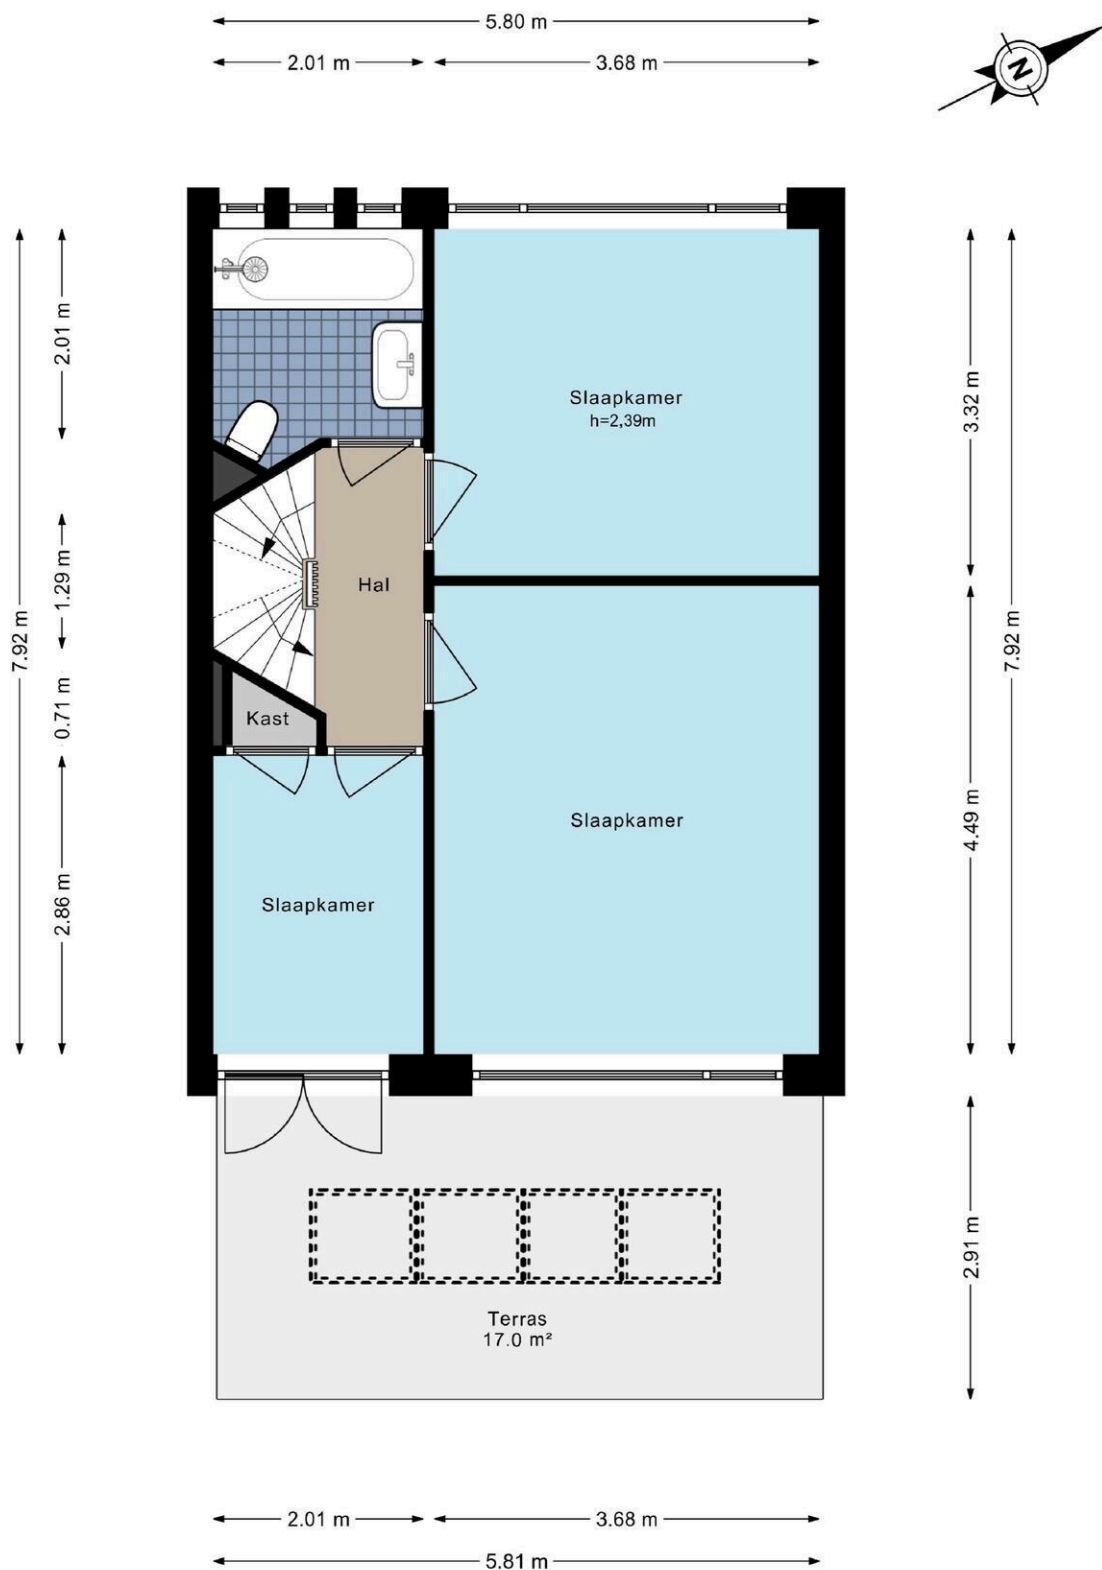 5.80 m
2.01 m
3.68 m
N
7.92 m
2.01 m
1.29 m
0.71 m
2.86 m
Slaapkamer
h=2,39m
Hal
Kast
Slaapkamer
Slaapkamer
3.32 m
4.49 m
7.92 m
2.91 m
Terras
17.0 m²
2.01 m
3.68 m
5.81 m